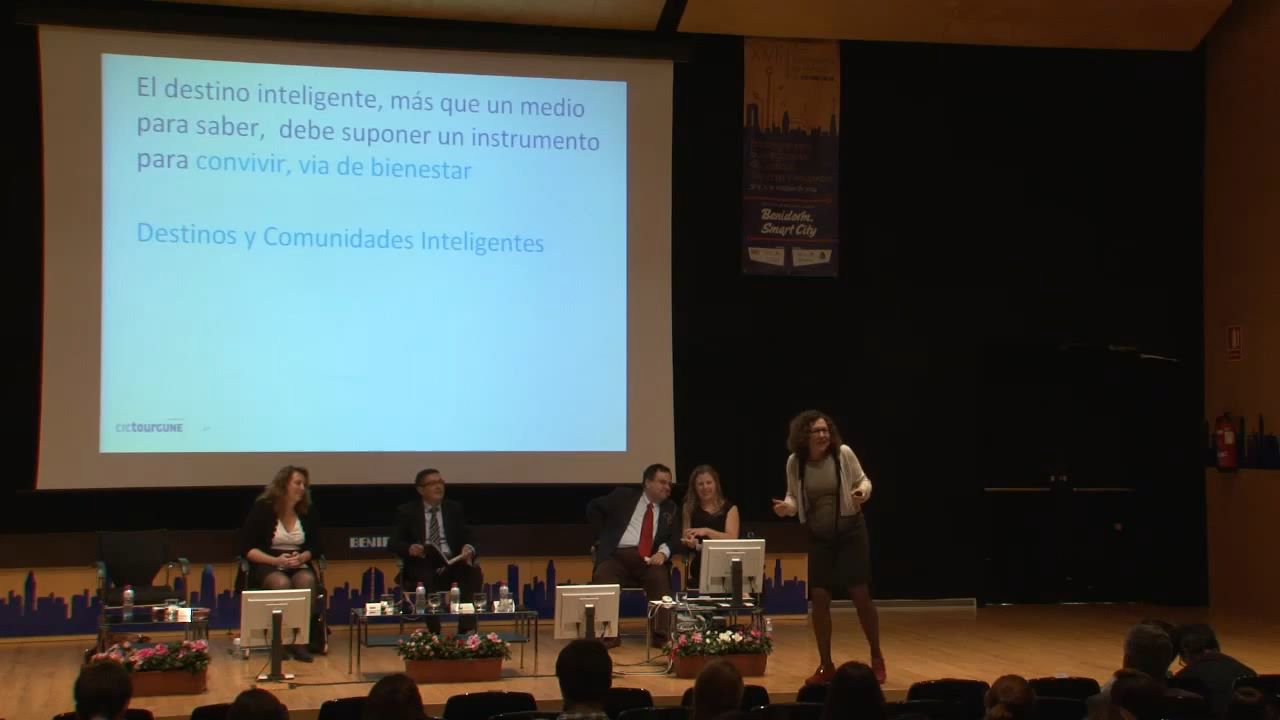 El destino inteligente, más que un medio
para saber, debe suponer un instrumento
para convivir, via de bienestar
Destinos y Comunidades Inteligentes
cictourGUNE
Benidorm,
Smart City
BENID